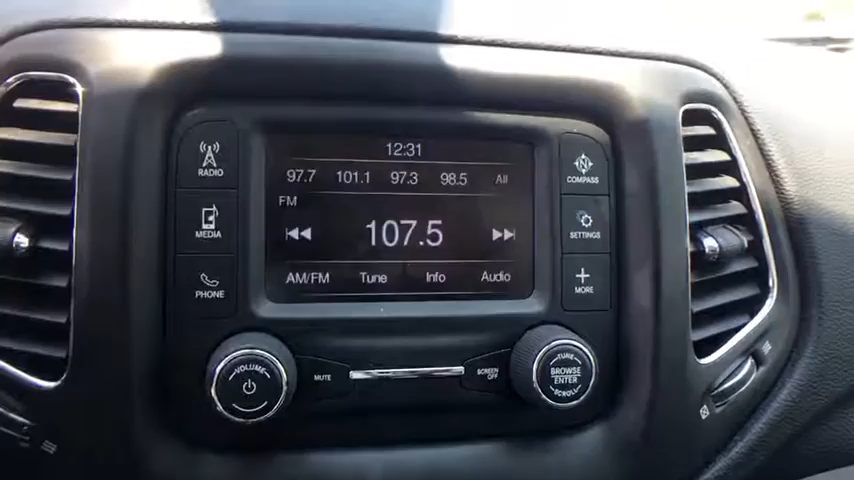 12:31
97.7 101.1 97.3 98.5 All
FM
107.5
AM/FM Tune Info Audio
RADIO
MEDIA
PHONE
N
COMPASS
SETTINGS
MORE
VOLUME
MUTE
SCREEN
OFF
TUNE
BROWSE
ENTER
SCROLL